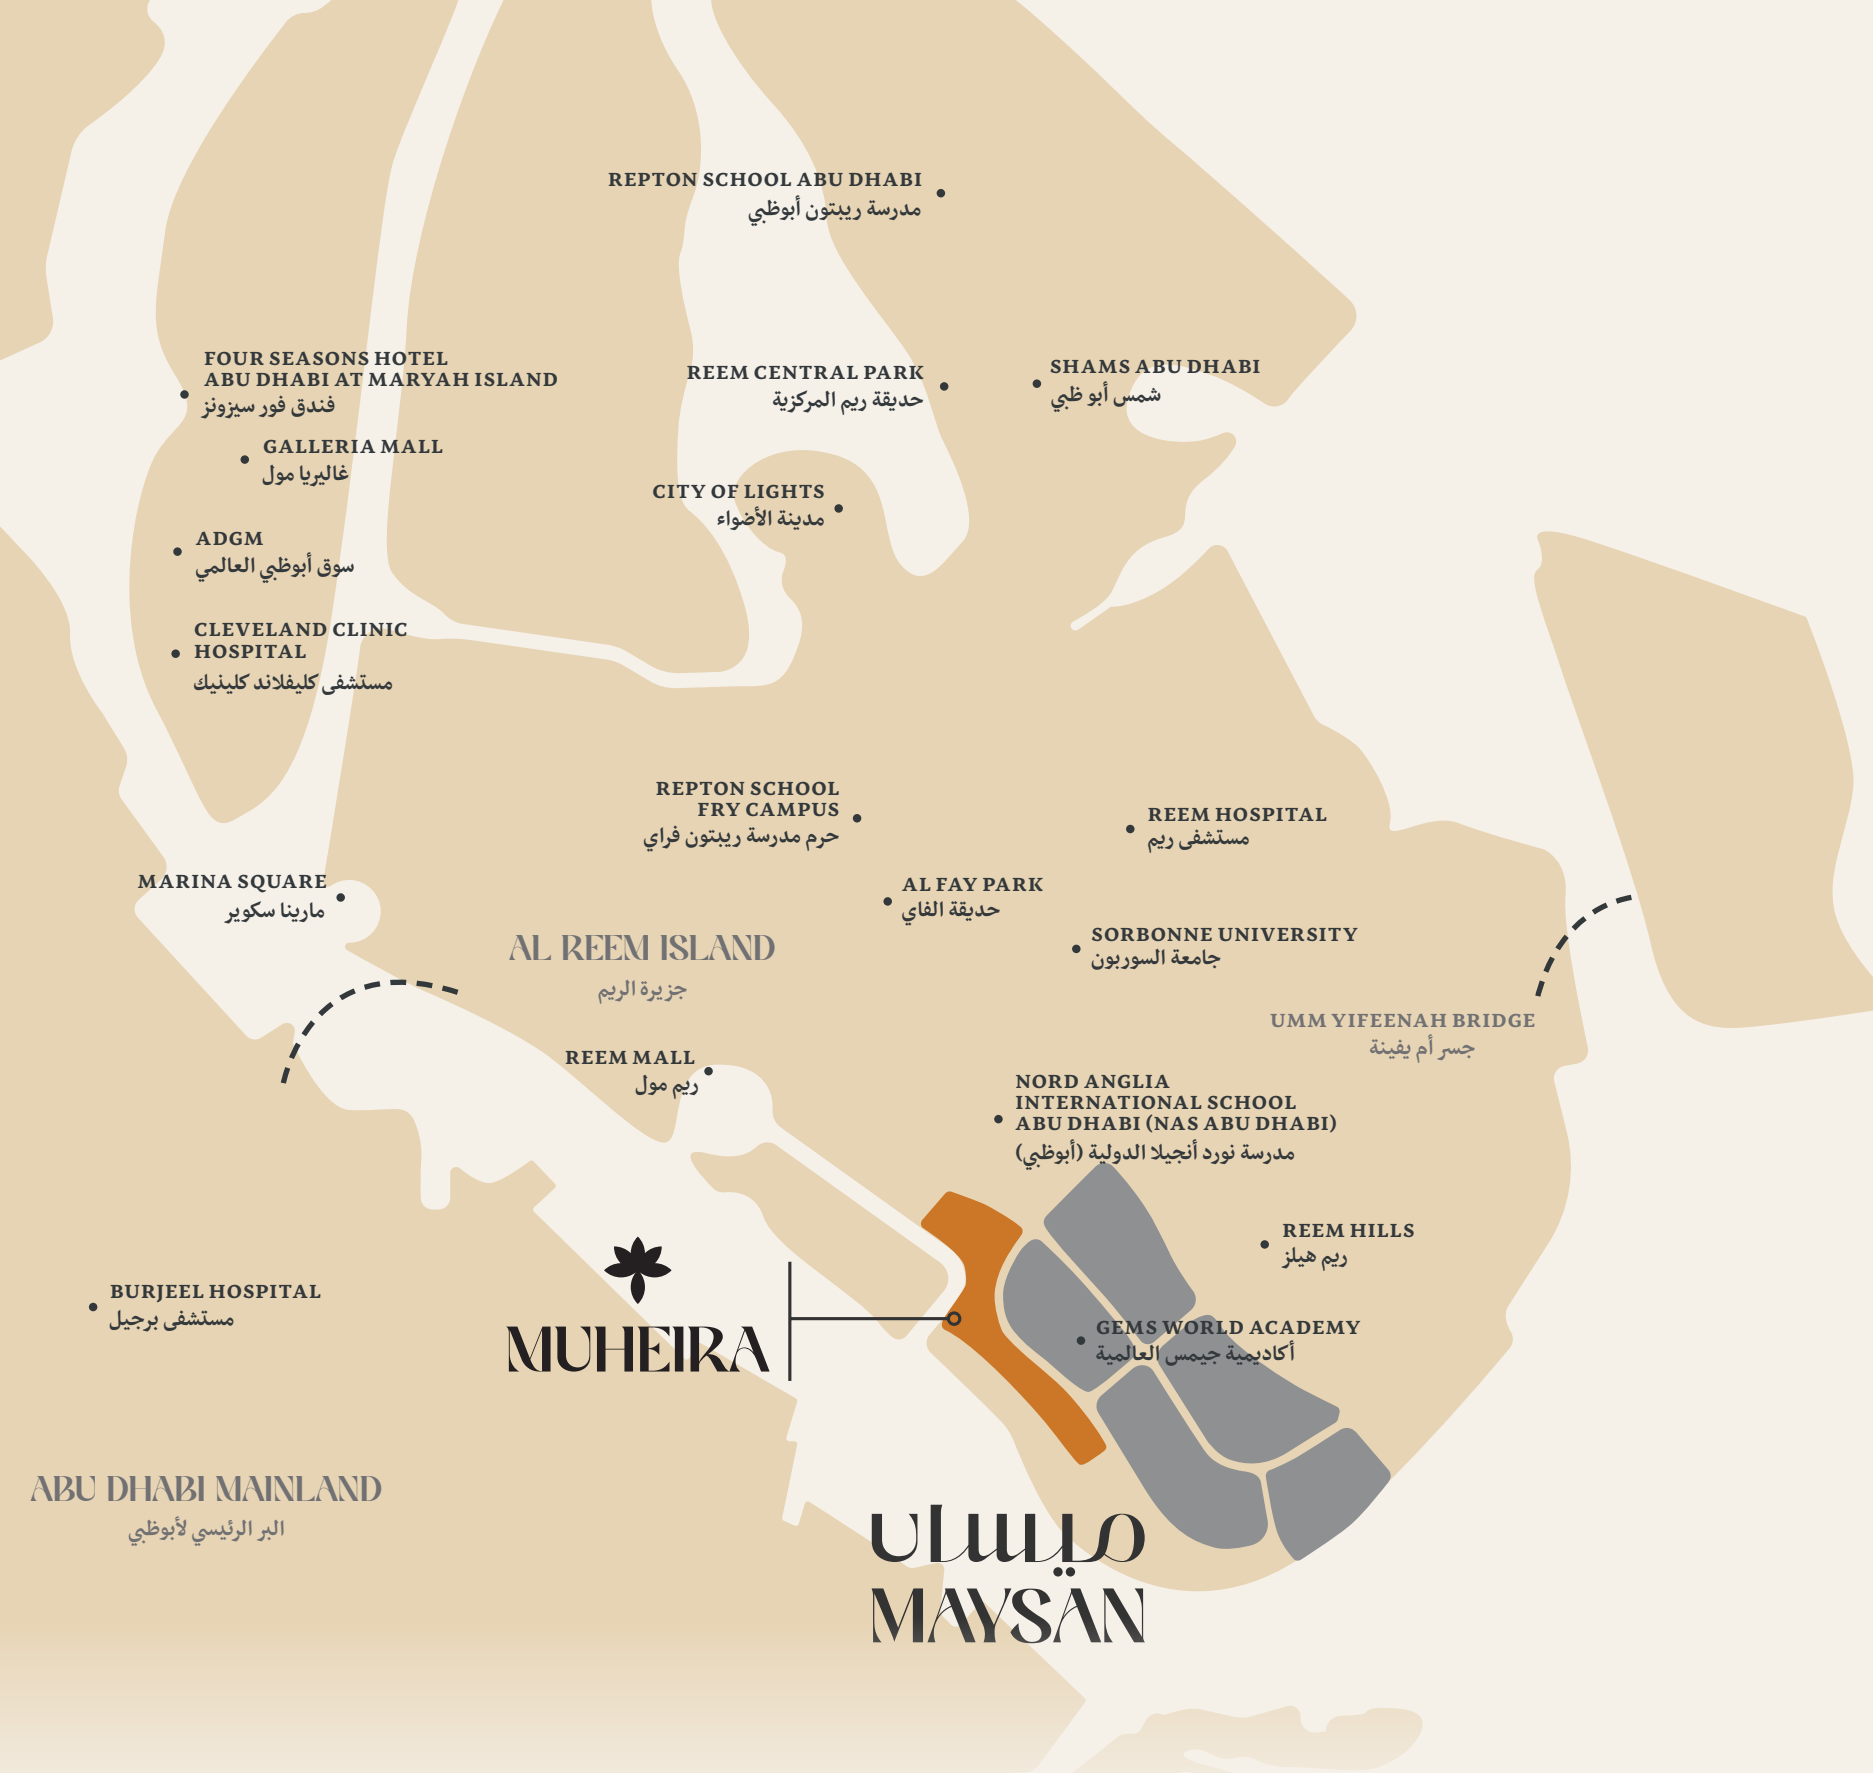 REPTON SCHOOL ABU DHABI
مدرسة ريبتون أبوظبي
FOUR SEASONS HOTEL
ABU DHABI AT MARYAH ISLAND
فندق فور سيزونز
REEM CENTRAL PARK
حديقة ريم المركزية
SHAMS ABU DHABI
شمس أبو ظبي
GALLERIA MALL
غاليريا مول
CITY OF LIGHTS
مدينة الأضواء
ADGM
سوق أبوظبي العالمي
CLEVELAND CLINIC
HOSPITAL
مستشفى كليفلاند كلينيك
REPTON SCHOOL
FRY CAMPUS
حرم مدرسة ريبتون فراي
REEM HOSPITAL
مستشفى ريم
MARINA SQUARE
مارينا سكوير
AL FAY PARK
حديقة الفاي
AL REEM ISLAND
جزيرة الريم
SORBONNE UNIVERSITY
جامعة السوربون
UMM YIFEENAH BRIDGE
جسر أم يفينة
REEM MALL
ريم مول
NORD ANGLIA
INTERNATIONAL SCHOOL
ABU DHABI (NAS ABU DHABI)
مدرسة نورد أنجيلا الدولية (أبوظبي)
REEM HILLS
ريم هيلز
BURJEEL HOSPITAL
مستشفى برجيل
MUHEIRA
GEMS WORLD ACADEMY
أكاديمية جيمس العالمية
ABU DHABI MAINLAND
البر الرئيسي لأبوظبي
ميسان
MAYSAN